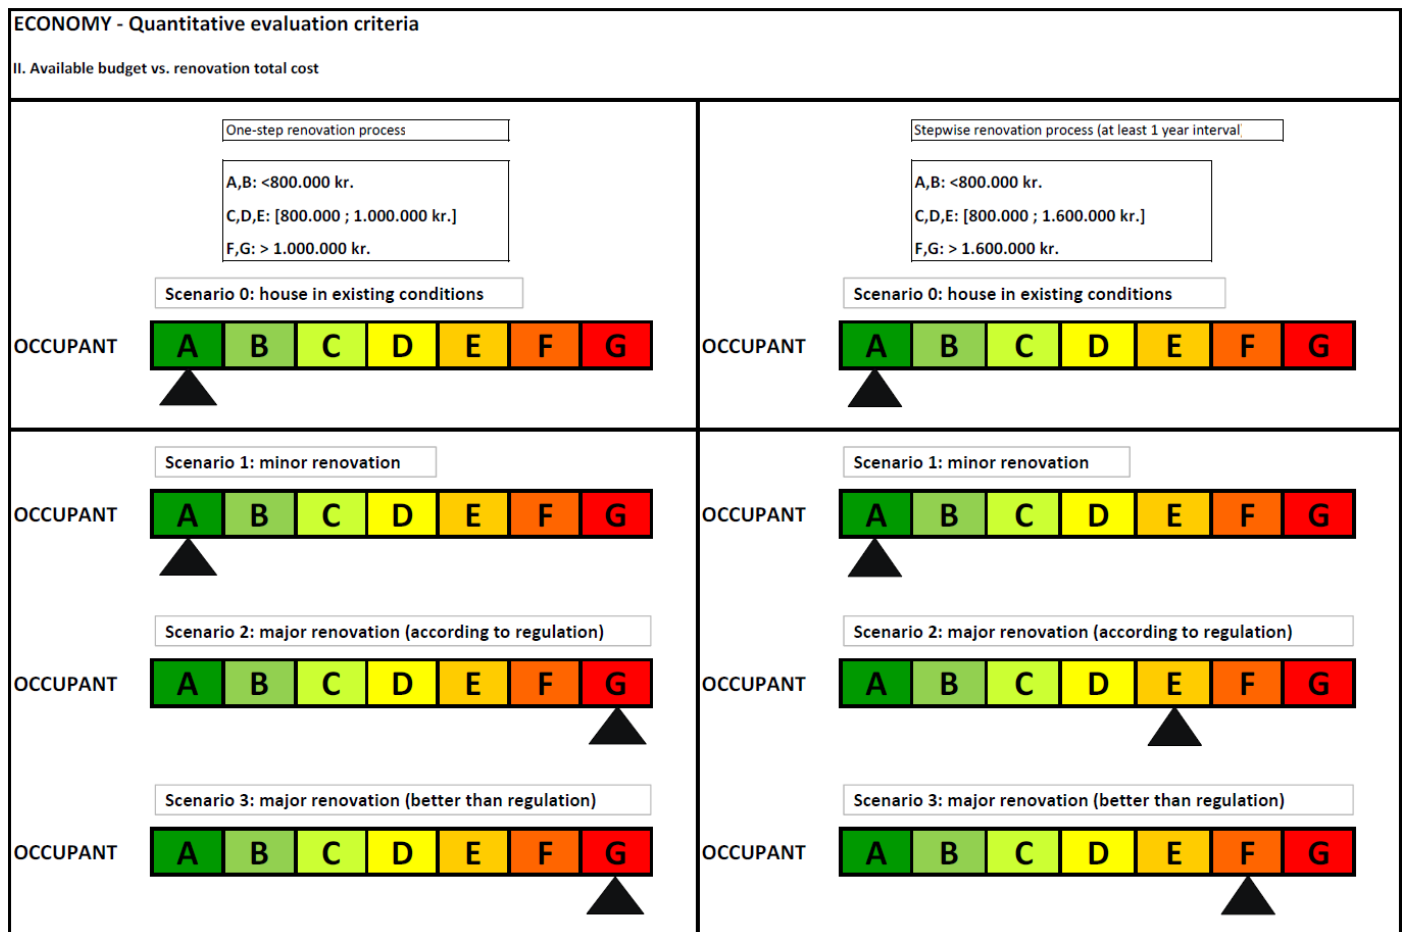 ECONOMY - Quantitative evaluation criteria
II. Available budget vs. renovation total cost
One-step renovation process
A,B: <800.000 kr.
C,D,E: [800.000 ; 1.000.000 kr.]
F,G: > 1.000.000 kr.
Scenario 0: house in existing conditions
OCCUPANT A B C D E F G
Stepwise renovation process (at least 1 year interval
A,B: <800.000 kr.
C,D,E: [800.000 ; 1.600.000 kr.]
F,G: > 1.600.000 kr.
Scenario 0: house in existing conditions
OCCUPANT A B C D E F G
Scenario 1: minor renovation
OCCUPANT A B C D E F G
Scenario 2: major renovation (according to regulation)
OCCUPANT A B C D E F G
Scenario 3: major renovation (better than regulation)
OCCUPANT A B C D E F G
Scenario 1: minor renovation
OCCUPANT A B C D E F G
Scenario 2: major renovation (according to regulation)
OCCUPANT A B C D E F G
Scenario 3: major renovation (better than regulation)
OCCUPANT A B C D E F G